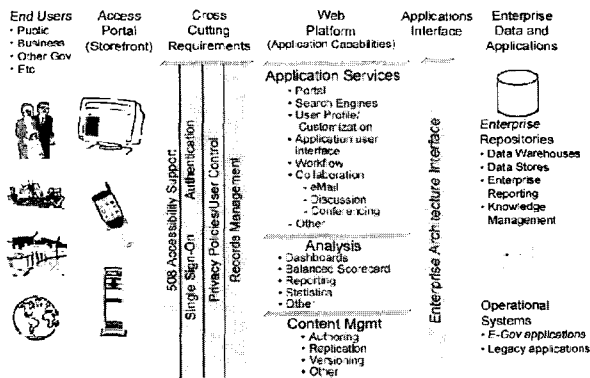 End Users
• Public
• Business
• Other Gov
• Etc
Access
Portal
(Storefront)
Cross
Cutting
Requirements
Web
Platform
(Application Capabilities)
Applications
Interface
Enterprise
Data and
Applications
508 Accessibility Support
Single Sign-On Authentication
Privacy Policies/User Control
Records Management
Application Services
• Portal
• Search Engines
• User Profile/
Customization
• Application user
Interface
• Workflow
• Collaboration
- eMail
- Discussion
- Conferencing
- Other
Analysis
• Dashboards
• Balanced Scorecard
• Reporting
• Statistics
• Other
Content Mgmt
• Authoring
• Replication
• Versioning
• Other
Enterprise Architecture Interface
Enterprise
Repositories
• Data Warehouses
• Data Stores
• Enterprise
Reporting
• Knowledge
Management
Operational
Systems
• E-Gov applications
• Legacy applications